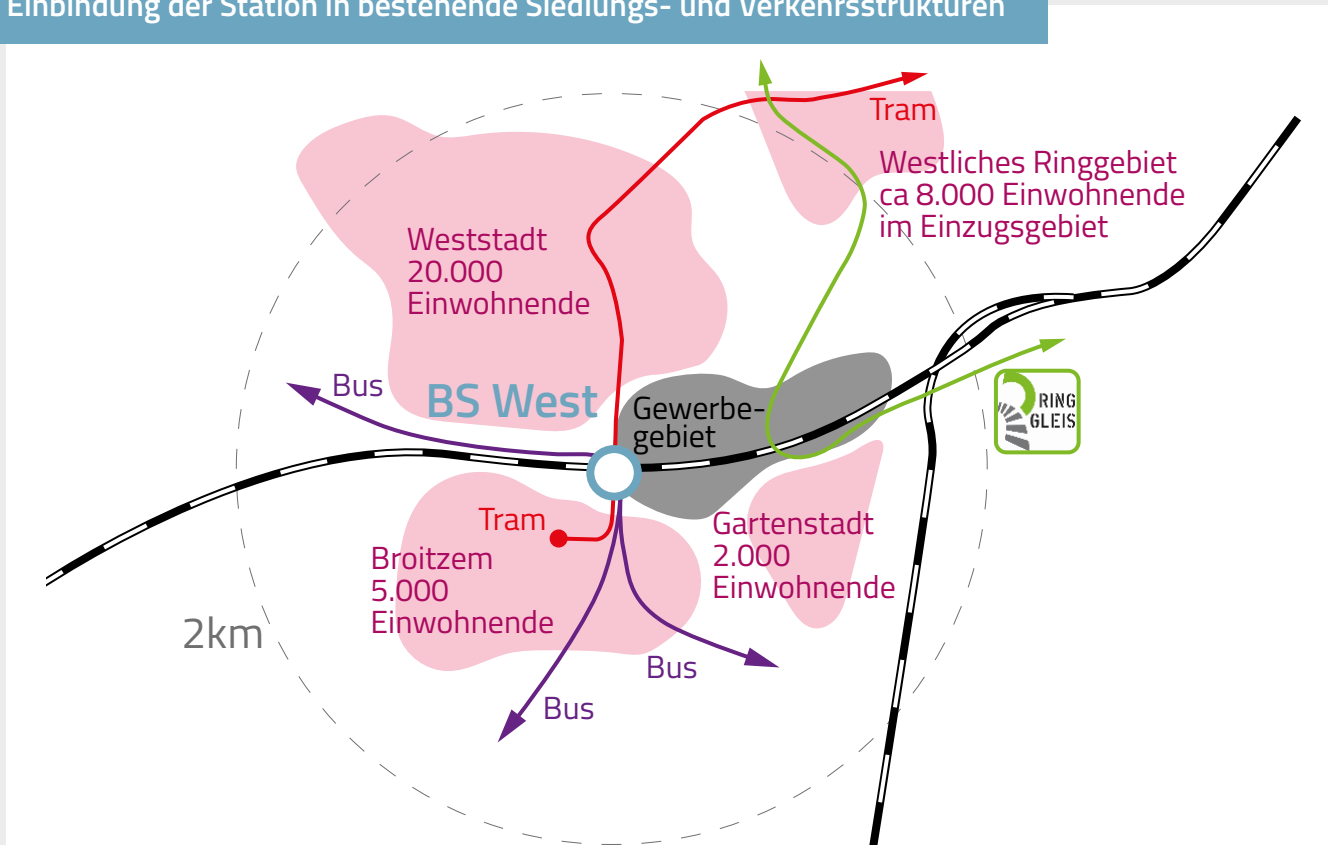 Einbindung der Station in bestehende Siedlungs- und Verkehrsstrukturen
Tram
Westliches Ringgebiet
ca 8.000 Einwohnende
im Einzugsgebiet
Weststadt
20.000
Einwohnende
Bus
BS West
Gewerbe-
gebiet
RING
GLEIS
Tram
Gartenstadt
2.000
Einwohnende
Broitzem
5.000
Einwohnende
2km
Bus
Bus